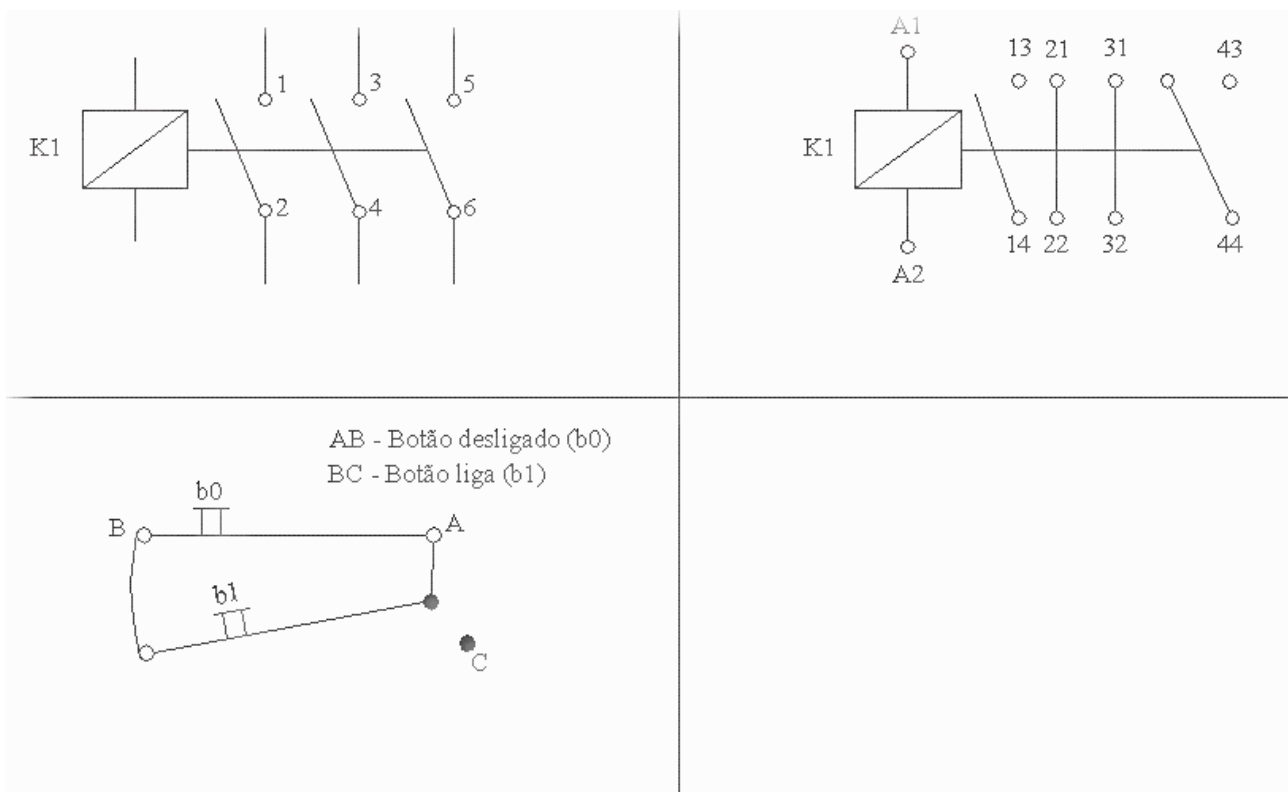 K1
1 3 5
2 4 6
A1
13 21 31 43
K1
14 22 32 44
A2
AB - Botão desligado (b0)
BC - Botão liga (b1)
b0
B A
b1
C